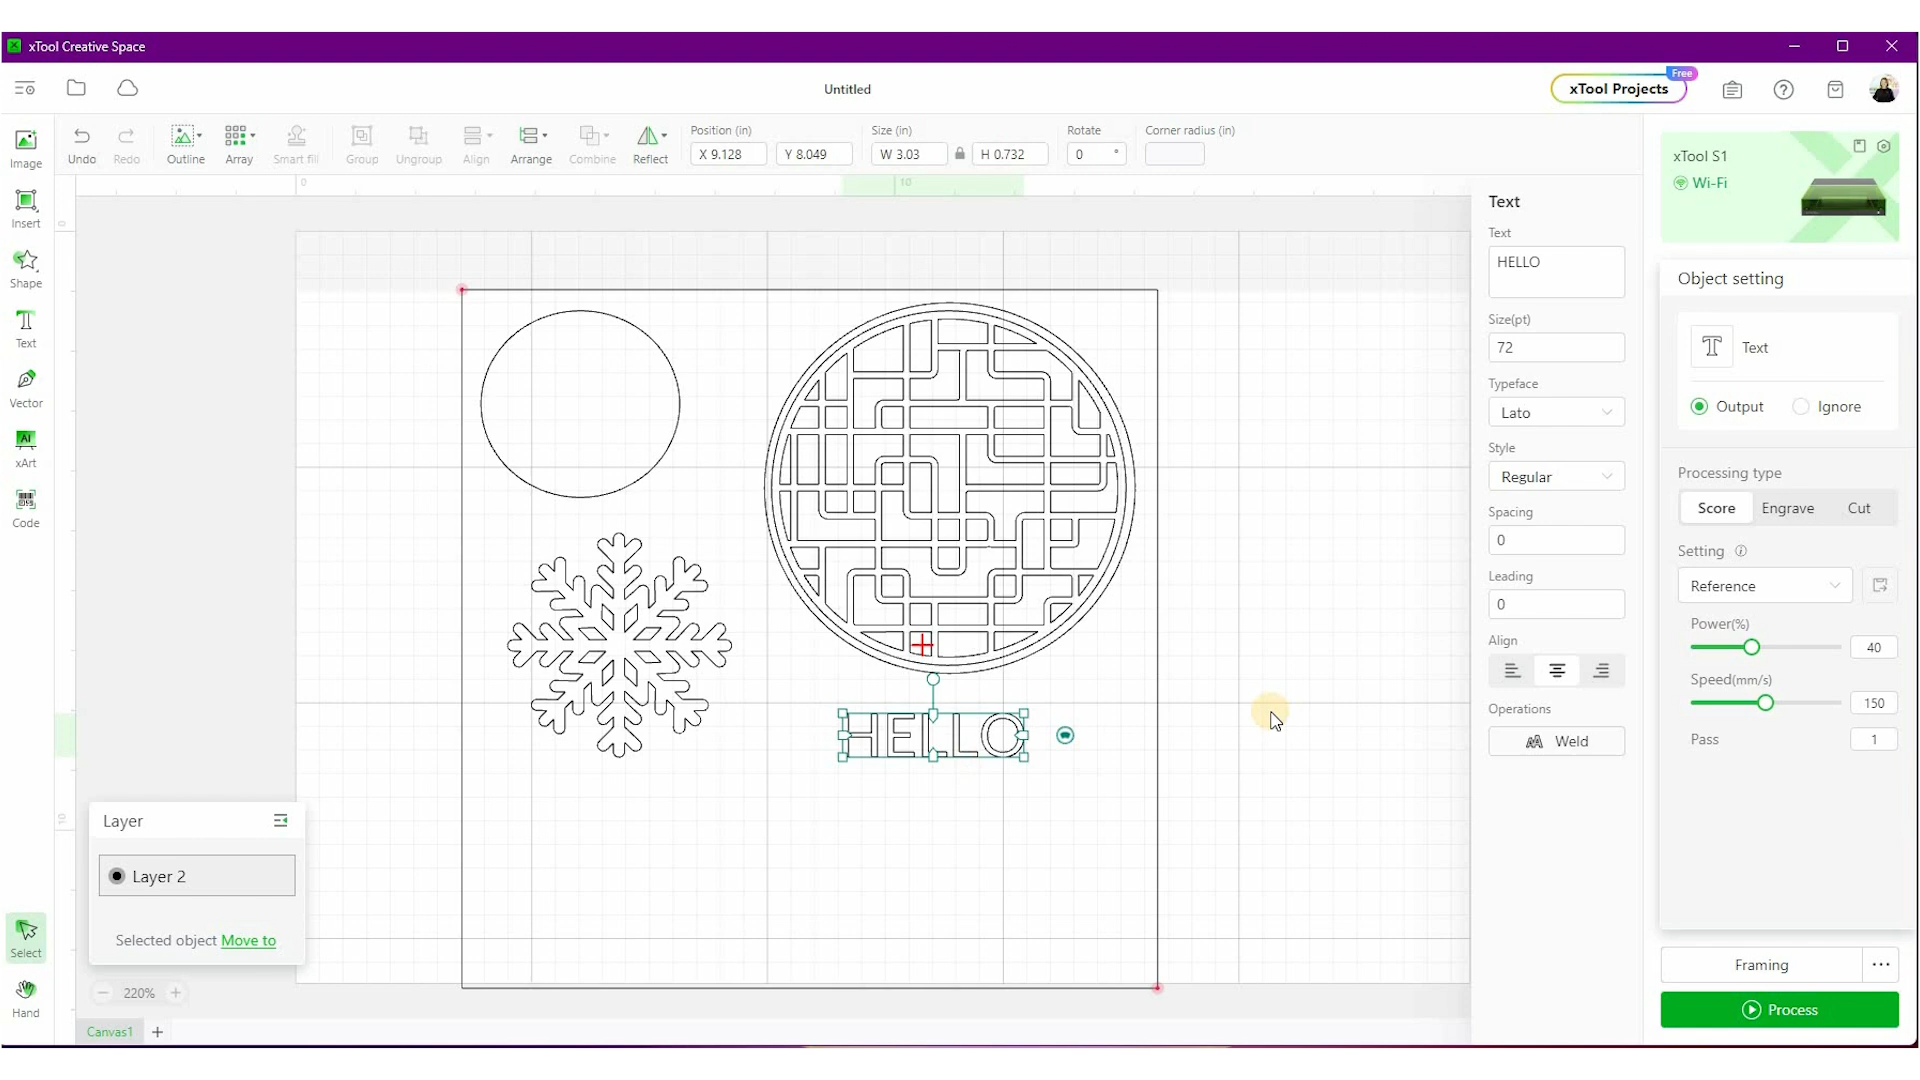 xTool Creative Space
Untitled
xTool Projects
Free
Image
Insert
Shape
Text
Vector
AI
xArt
Code
Select
Hand
Undo
Redo
Outline
Array
Smart fill
Group
Ungroup
Align
Arrange
Combine
Reflect
Position (in)
X 9.128
Y 8.049
Size (in)
W 3.03
H 0.732
Rotate
0 °
Corner radius (in)
0
10
0
10
HELLO
Layer
Layer 2
Selected object Move to
220%
Canvas1
Text
Text
HELLO
Size(pt)
72
Typeface
Lato
Style
Regular
Spacing
0
Leading
0
Align
Operations
Weld
xTool S1
Wi-Fi
Object setting
Text
Output
Ignore
Processing type
Score
Engrave
Cut
Setting
Reference
Power(%)
40
Speed(mm/s)
150
Pass
1
Framing
Process